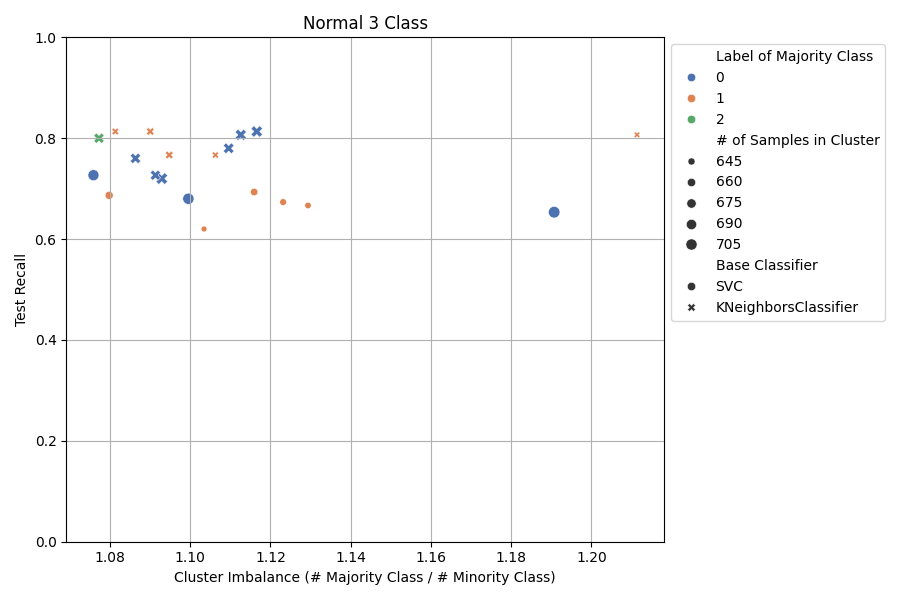 Normal 3 Class
1.0
0.8
0.6
0.4
0.2
0.0
Test Recall
1.08 1.10 1.12 1.14 1.16 1.18 1.20
Cluster Imbalance (# Majority Class / # Minority Class)
Label of Majority Class
0
1
2
# of Samples in Cluster
645
660
675
690
705
Base Classifier
SVC
KNeighborsClassifier